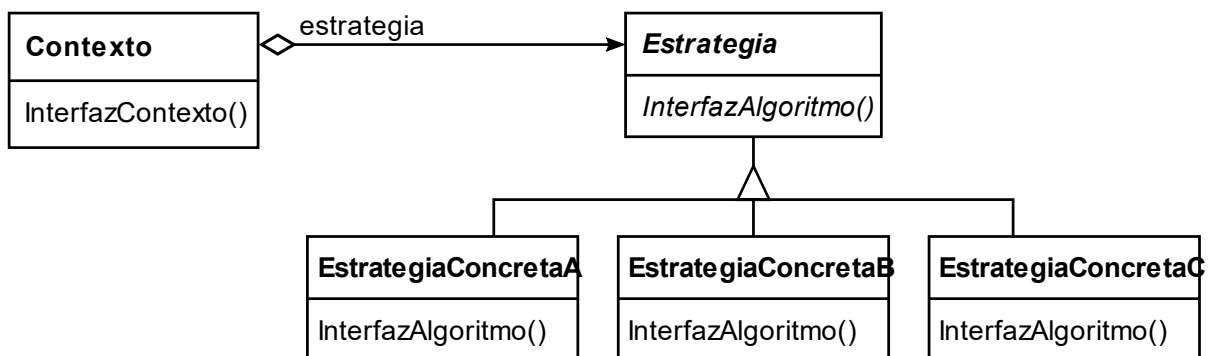 Contexto
InterfazContexto()
estrategia
Estrategia
InterfazAlgoritmo()
EstrategiaConcretaA
InterfazAlgoritmo()
EstrategiaConcretaB
InterfazAlgoritmo()
EstrategiaConcretaC
InterfazAlgoritmo()